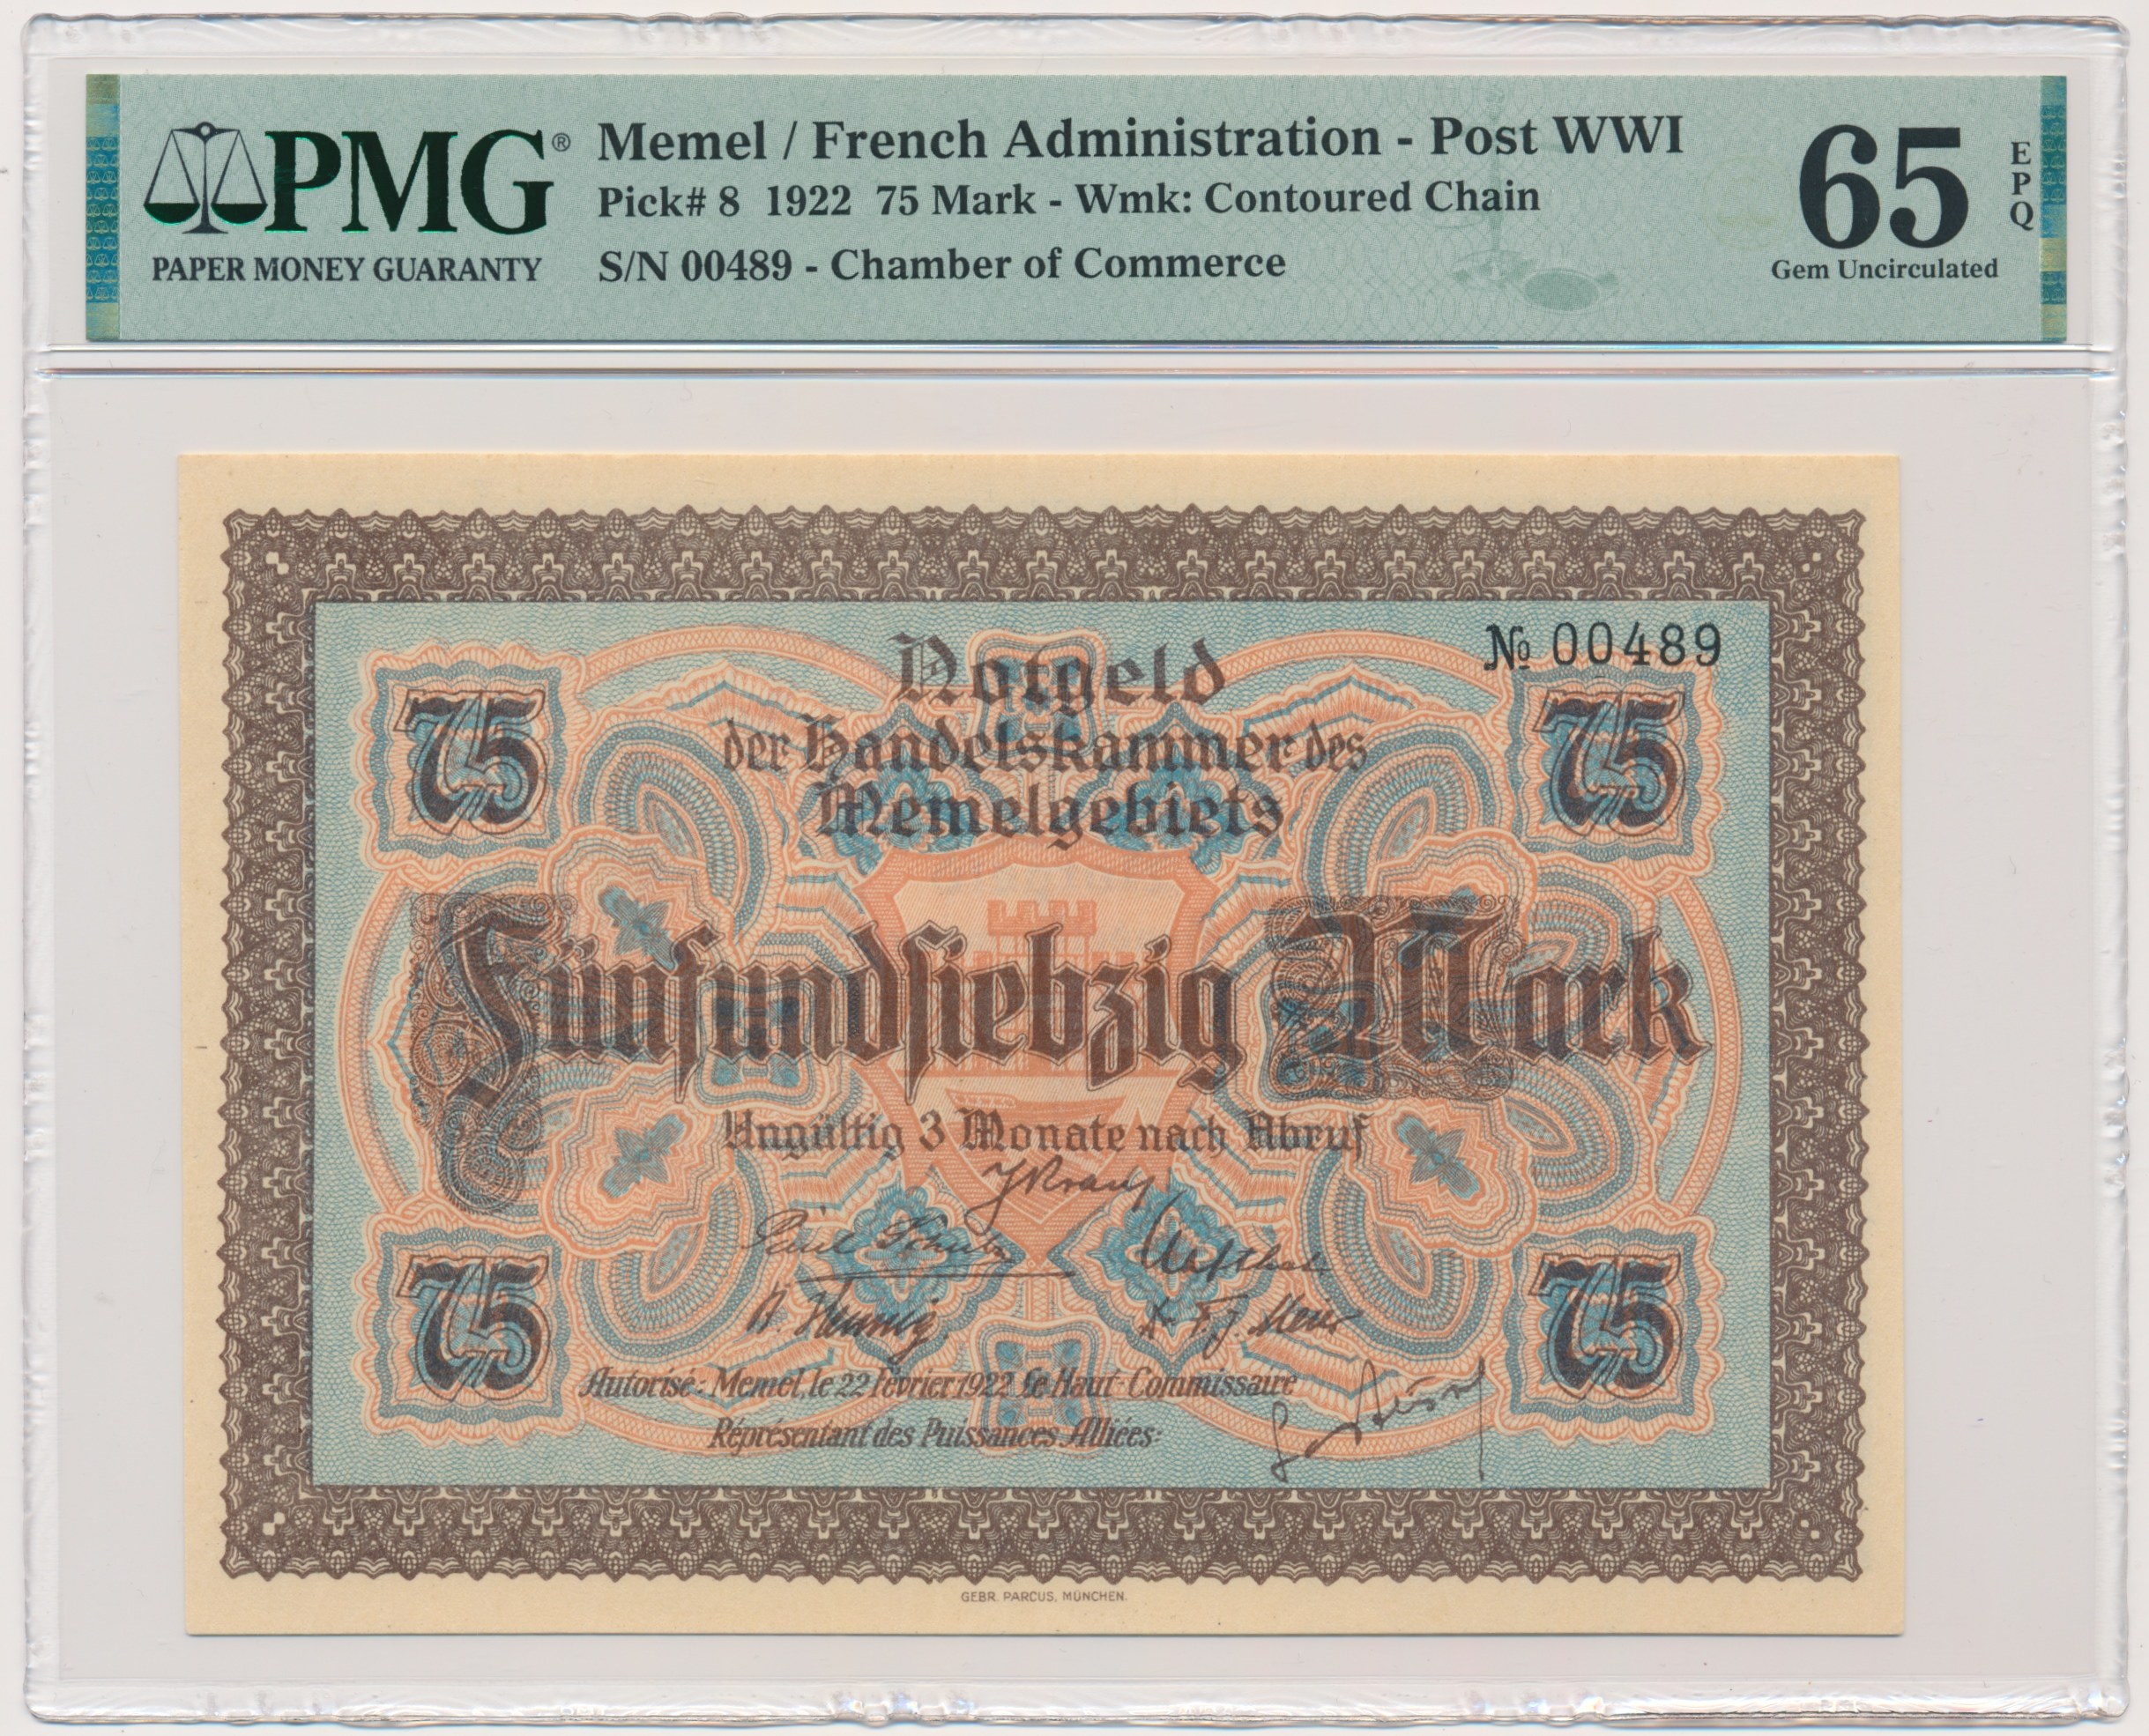 PMG®
PAPER MONEY GUARANTY
Memel / French Administration - Post WWI
Pick# 8 1922 75 Mark - Wmk: Contoured Chain
S/N 00489 - Chamber of Commerce
65
EPQ
Gem Uncirculated
№ 00489
Notgeld
75
75
der Handelskammer des
Memelgebiets
Fünfundsiebzig Mark
Ungültig 3 Monate nach Abruf
75
75
Autorisé: Memel, le 22 Février 1922 Le Haut-Commissaire
Réprésentant des Puissances Alliées:
GEBR. PARCUS, MÜNCHEN.